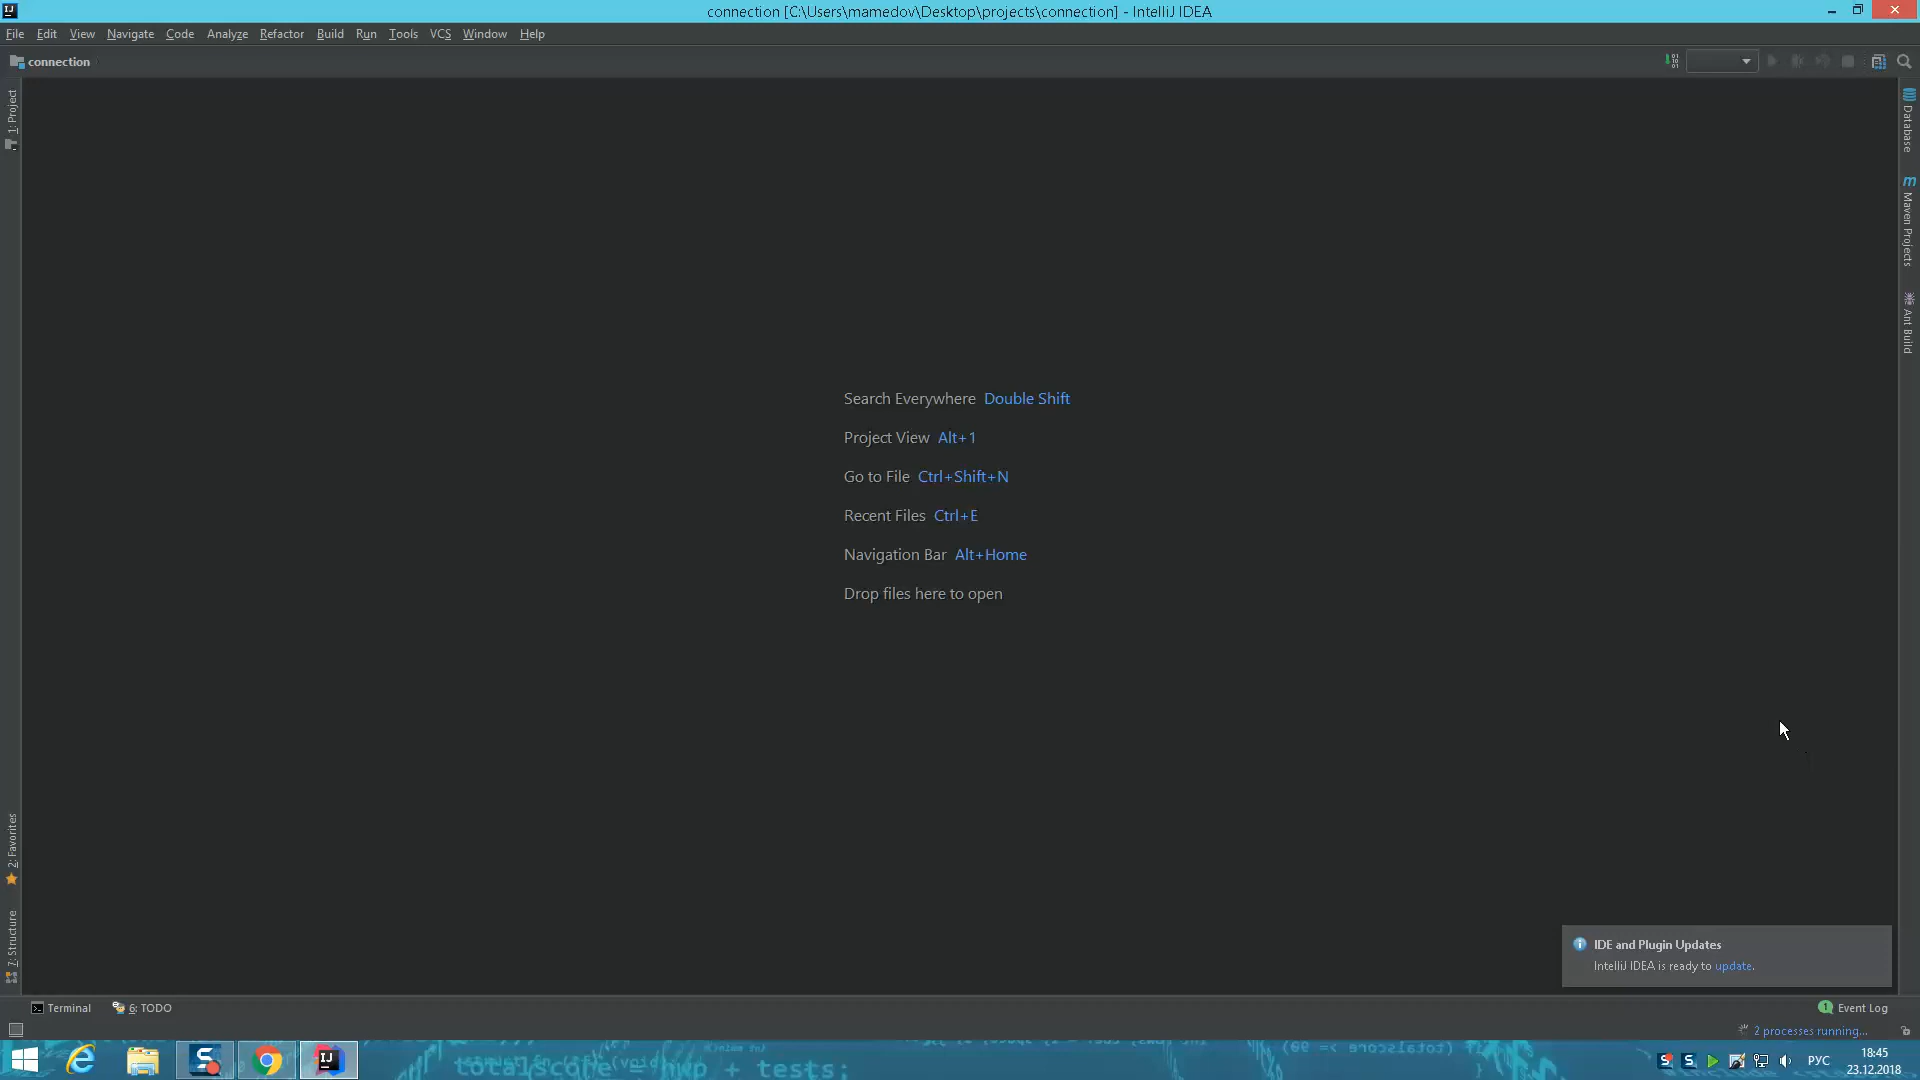 connection [C:\Users\mamedov\Desktop\projects\connection] - IntelliJ IDEA
File Edit View Navigate Code Analyze Refactor Build Run Tools VCS Window Help
connection
1: Project
Database
Maven Projects
Ant Build
Search Everywhere Double Shift
Project View Alt+1
Go to File Ctrl+Shift+N
Recent Files Ctrl+E
Navigation Bar Alt+Home
Drop files here to open
2: Favorites
7: Structure
IDE and Plugin Updates
IntelliJ IDEA is ready to update.
Terminal 6: TODO
1 Event Log
2 processes running...
totalscore = hwp + tests;
РУС
18:45
23.12.2018